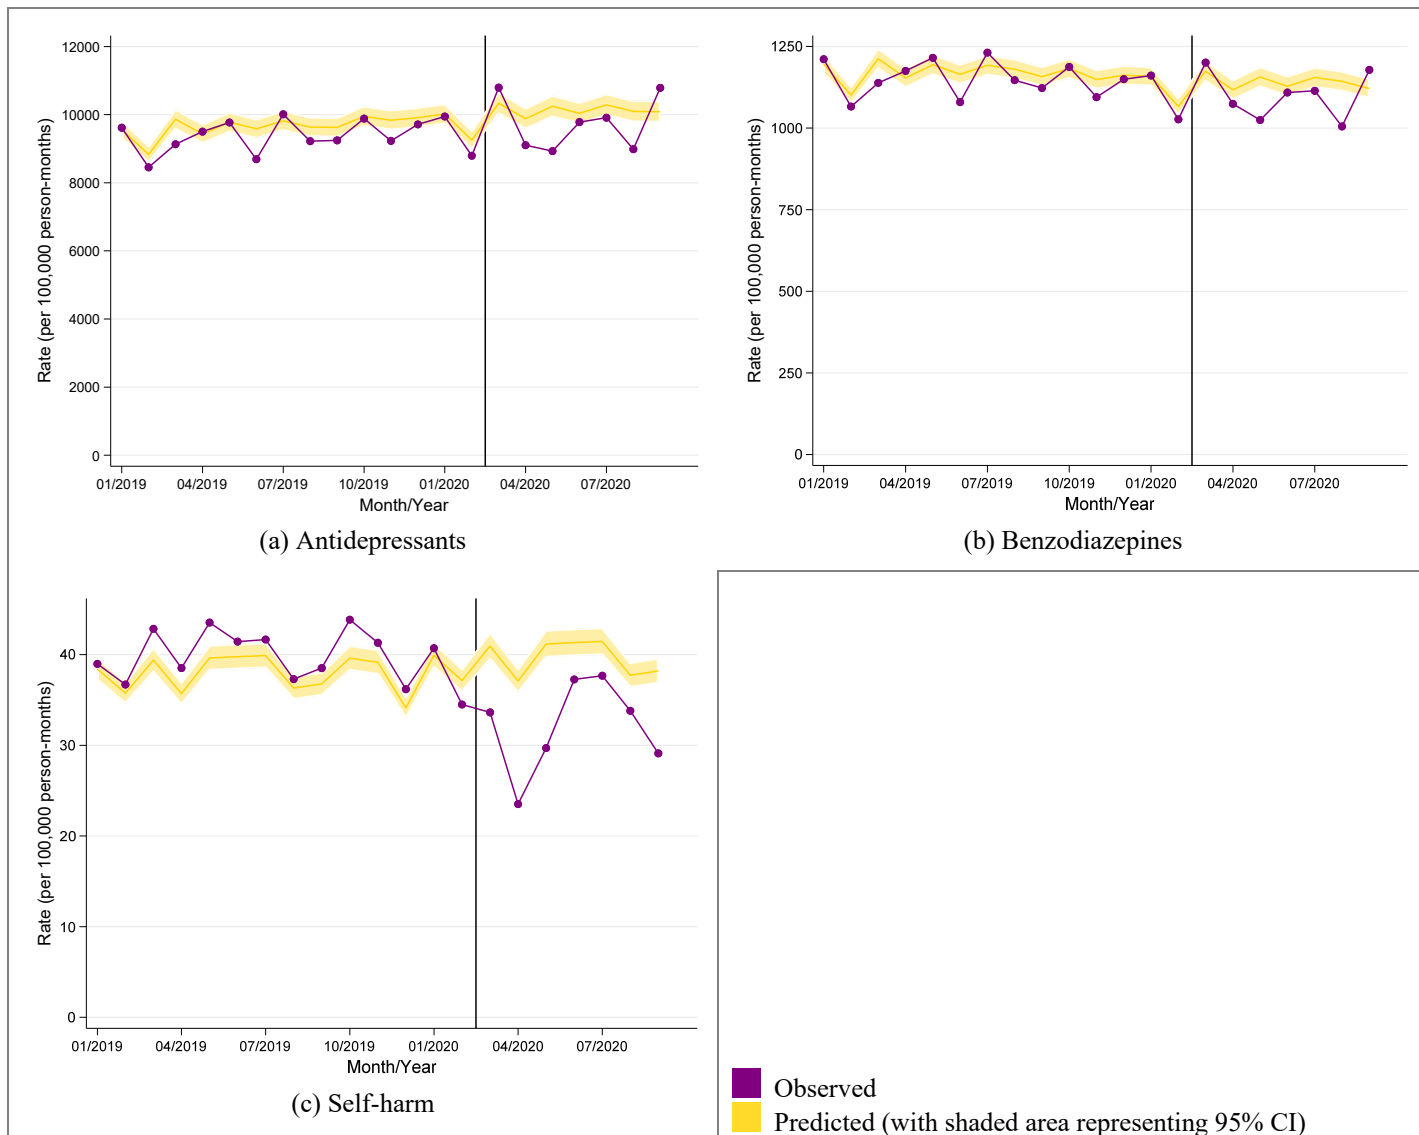 12000
10000
8000
6000
4000
2000
0
Rate (per 100,000 person-months)
01/2019 04/2019 07/2019 10/2019 01/2020 04/2020 07/2020
Month/Year
(a) Antidepressants
1250
1000
750
500
250
0
Rate (per 100,000 person-months)
01/2019 04/2019 07/2019 10/2019 01/2020 04/2020 07/2020
Month/Year
(b) Benzodiazepines
40
30
20
10
0
Rate (per 100,000 person-months)
01/2019 04/2019 07/2019 10/2019 01/2020 04/2020 07/2020
Month/Year
(c) Self-harm
Observed
Predicted (with shaded area representing 95% CI)